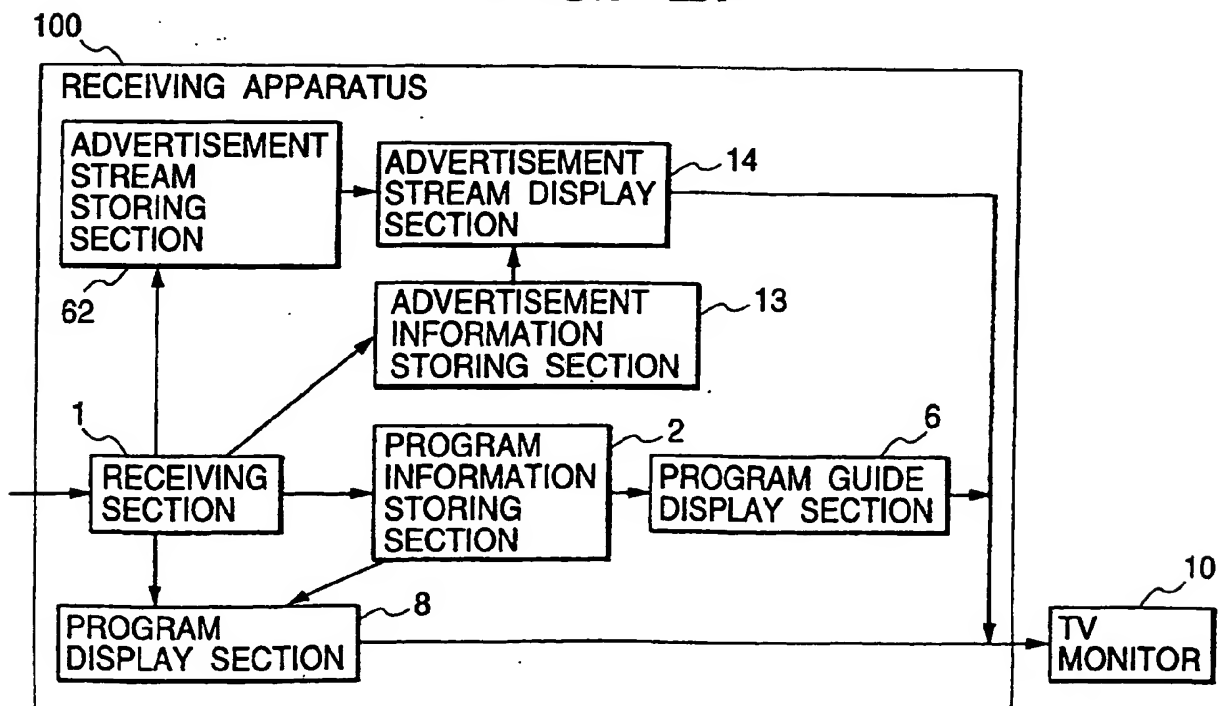 100
RECEIVING APPARATUS
ADVERTISEMENT
STREAM
STORING
SECTION
62
ADVERTISEMENT
STREAM DISPLAY
SECTION
14
ADVERTISEMENT
INFORMATION
STORING SECTION
13
1
RECEIVING
SECTION
PROGRAM
INFORMATION
STORING
SECTION
2
PROGRAM GUIDE
DISPLAY SECTION
6
PROGRAM
DISPLAY SECTION
8
TV
MONITOR
10